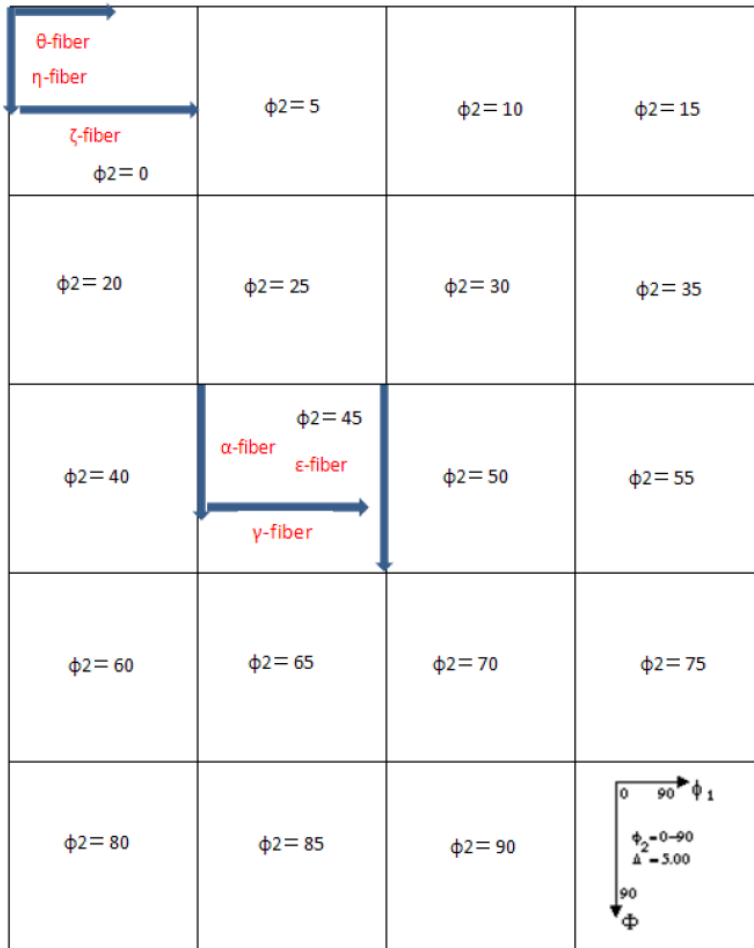 θ-fiber
η-fiber
ζ-fiber
ϕ2= 0
ϕ2= 5
ϕ2= 10
ϕ2= 15
ϕ2= 20
ϕ2= 25
ϕ2= 30
ϕ2= 35
ϕ2= 40
ϕ2= 45
α-fiber
ε-fiber
γ-fiber
ϕ2= 50
ϕ2= 55
ϕ2= 60
ϕ2= 65
ϕ2= 70
ϕ2= 75
ϕ2= 80
ϕ2= 85
ϕ2= 90
0 90 ϕ1
ϕ2=0-90
Δ =5.00
90
Φ